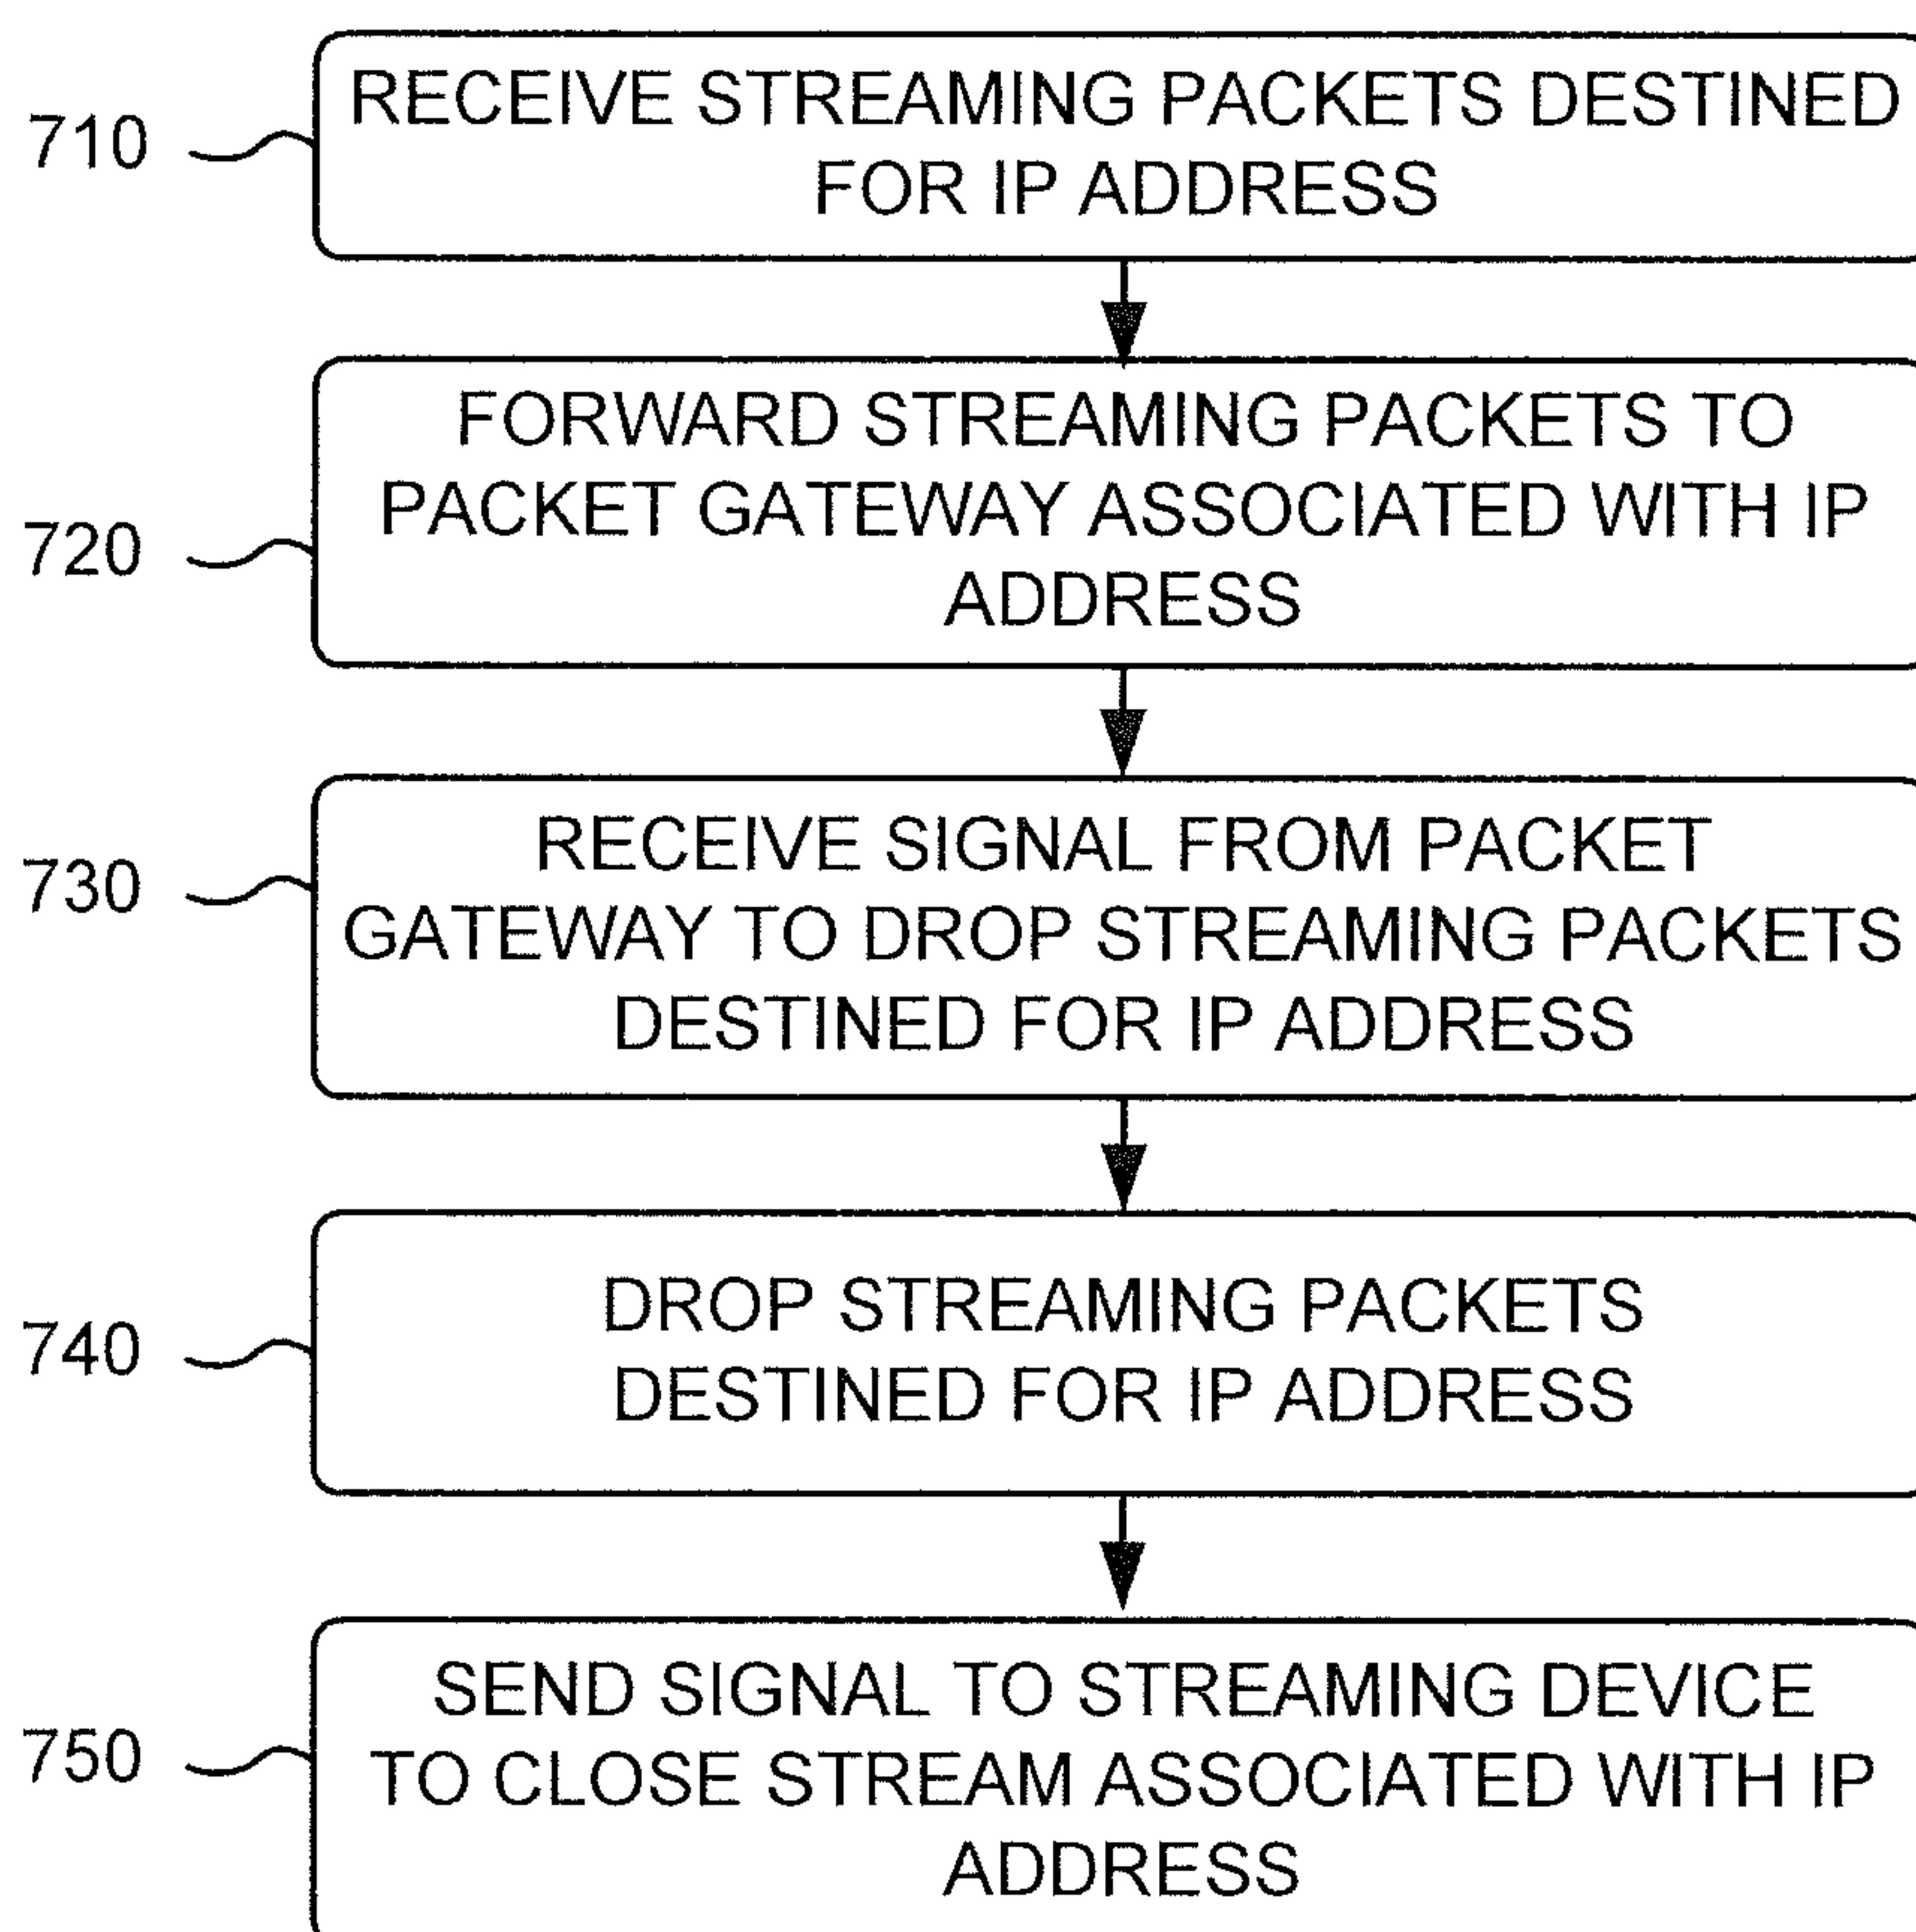 710
RECEIVE STREAMING PACKETS DESTINED
FOR IP ADDRESS
720
FORWARD STREAMING PACKETS TO
PACKET GATEWAY ASSOCIATED WITH IP
ADDRESS
730
RECEIVE SIGNAL FROM PACKET
GATEWAY TO DROP STREAMING PACKETS
DESTINED FOR IP ADDRESS
740
DROP STREAMING PACKETS
DESTINED FOR IP ADDRESS
750
SEND SIGNAL TO STREAMING DEVICE
TO CLOSE STREAM ASSOCIATED WITH IP
ADDRESS